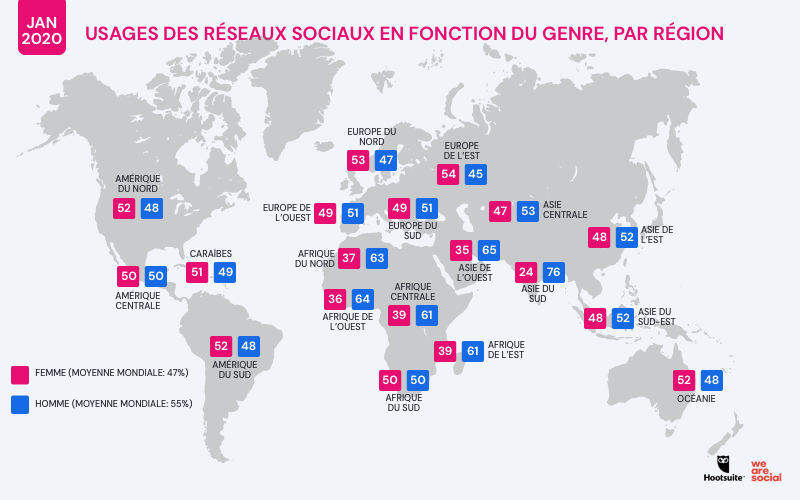 JAN
2020
USAGES DES RÉSEAUX SOCIAUX EN FONCTION DU GENRE, PAR RÉGION
EUROPE DU
NORD
53 47
EUROPE
DE L'EST
54 45
AMÉRIQUE
DU NORD
52 48
EUROPE DE
L'OUEST
49 51
49 51
EUROPE DU
SUD
47 53
ASIE
CENTRALE
48 52
ASIE DE
L'EST
CARAÏBES
51 49
50 50
AMÉRIQUE
CENTRALE
AFRIQUE
DU NORD
37 63
35 65
ASIE DE
L'OUEST
24 76
ASIE DU
SUD
36 64
AFRIQUE DE
L'OUEST
AFRIQUE
CENTRALE
39 61
48 52
ASIE DU
SUD-EST
52 48
AMÉRIQUE
DU SUD
39 61
AFRIQUE
DE L'EST
50 50
AFRIQUE
DU SUD
52 48
OCÉANIE
FEMME (MOYENNE MONDIALE: 47%)
HOMME (MOYENNE MONDIALE: 55%)
Hootsuite
we
are
social